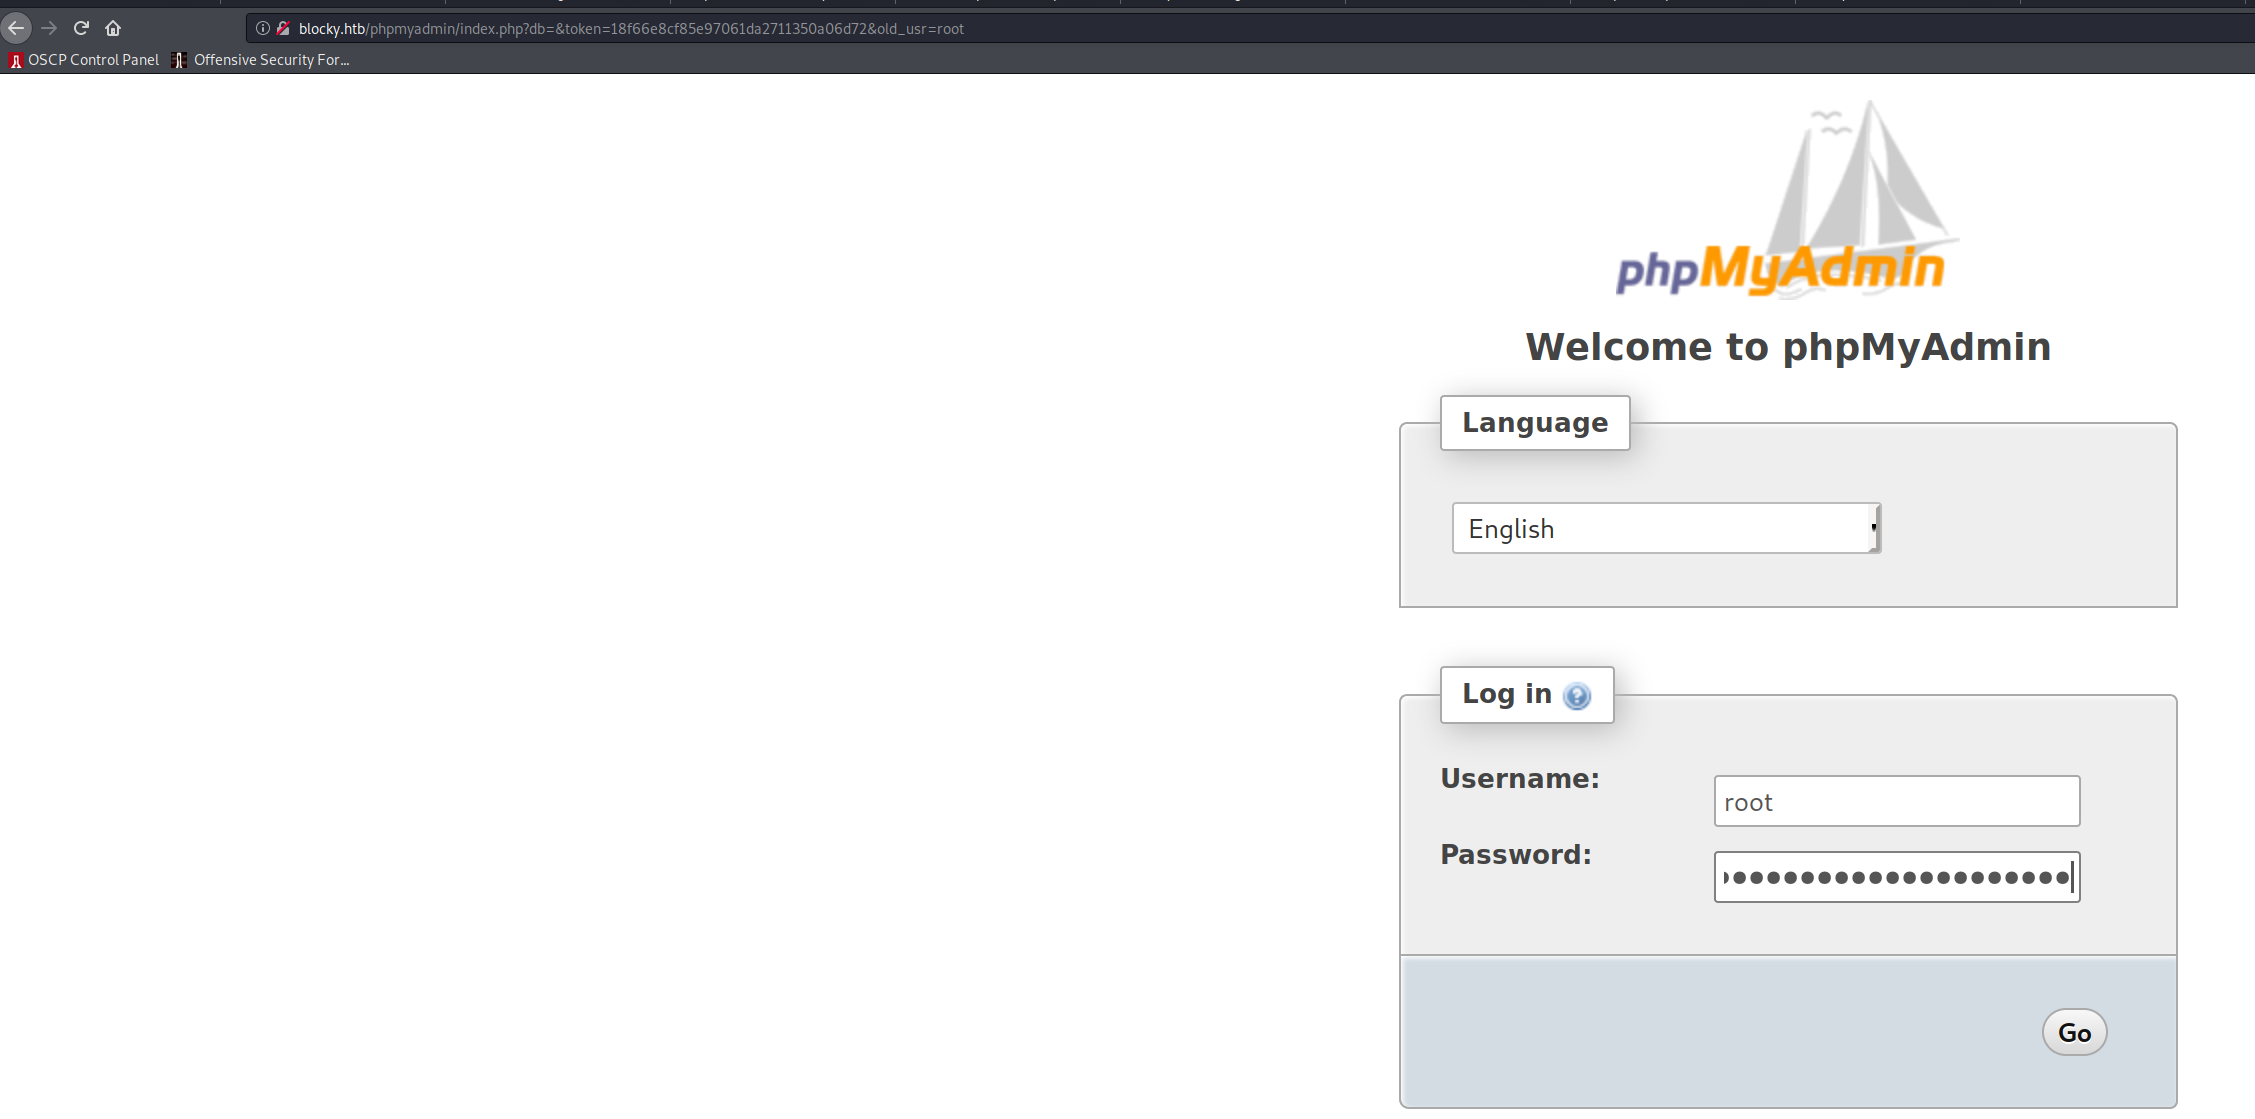 blocky.htb/phpmyadmin/index.php?db=&token=18f66e8cf85e97061da2711350a06d72&old_usr=root
OSCP Control Panel Offensive Security For...
phpMyAdmin
Welcome to phpMyAdmin
Language
English
Log in
Username:
root
Password:
Go